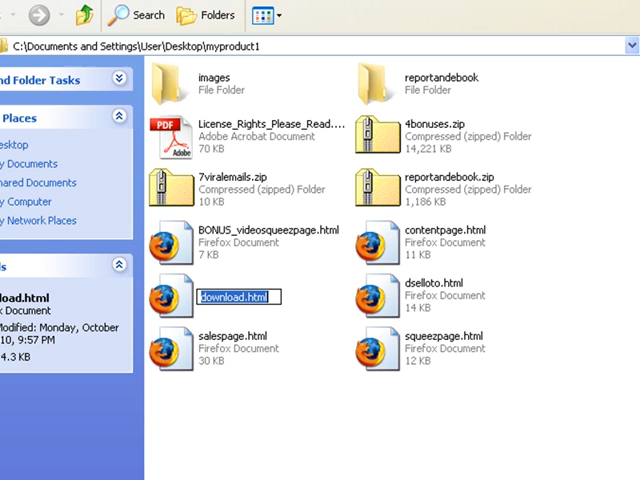 Search
Folders
C:\Documents and Settings\User\Desktop\myproduct1
nd Folder Tasks
Places
esktop
y Documents
hared Documents
y Computer
y Network Places
ls
load.html
x Document
Modified: Monday, October
10, 9:57 PM
4.3 KB
images
File Folder
reportandebook
File Folder
License_Rights_Please_Read....
Adobe Acrobat Document
70 KB
PDF
Adobe
4bonuses.zip
Compressed (zipped) Folder
14,221 KB
7viralemails.zip
Compressed (zipped) Folder
10 KB
reportandebook.zip
Compressed (zipped) Folder
1,186 KB
BONUS_videosqueezpage.html
Firefox Document
7 KB
contentpage.html
Firefox Document
11 KB
download.html
dselloto.html
Firefox Document
14 KB
salespage.html
Firefox Document
30 KB
squeezpage.html
Firefox Document
12 KB